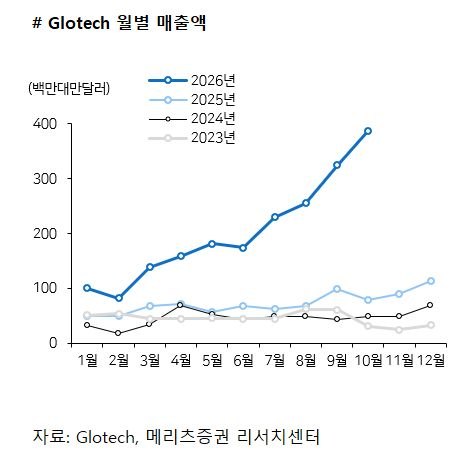 # Glotech 월별 매출액
(백만대만달러)
2026년
2025년
2024년
2023년
400
300
200
100
0
1월 2월 3월 4월 5월 6월 7월 8월 9월 10월 11월 12월
자료: Glotech, 메리츠증권 리서치센터